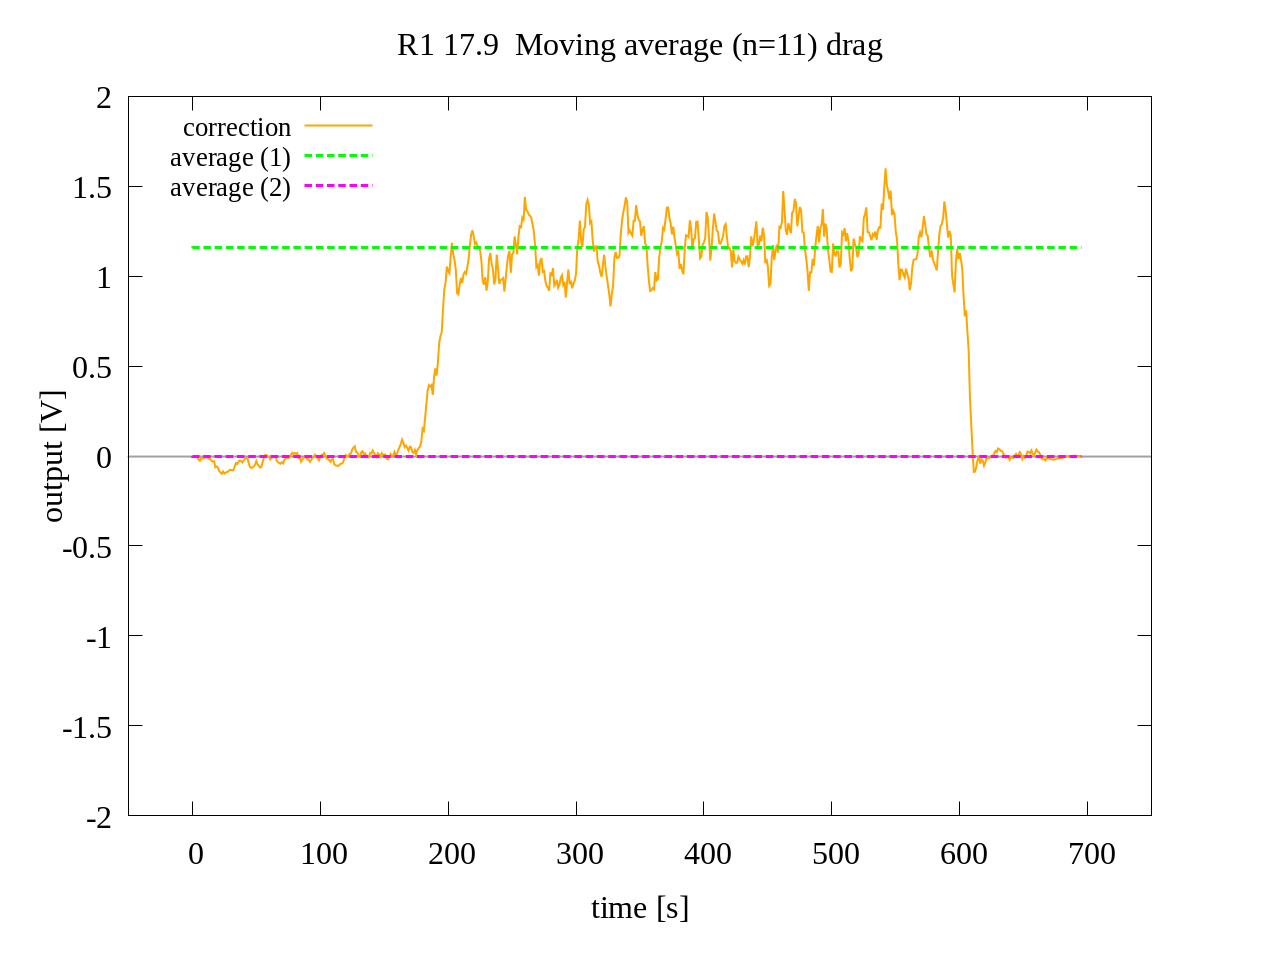 R1 17.9  Moving average (n=11) drag
correction
average (1)
average (2)
2
1.5
1
0.5
0
-0.5
-1
-1.5
-2
output [V]
0 100 200 300 400 500 600 700
time [s]